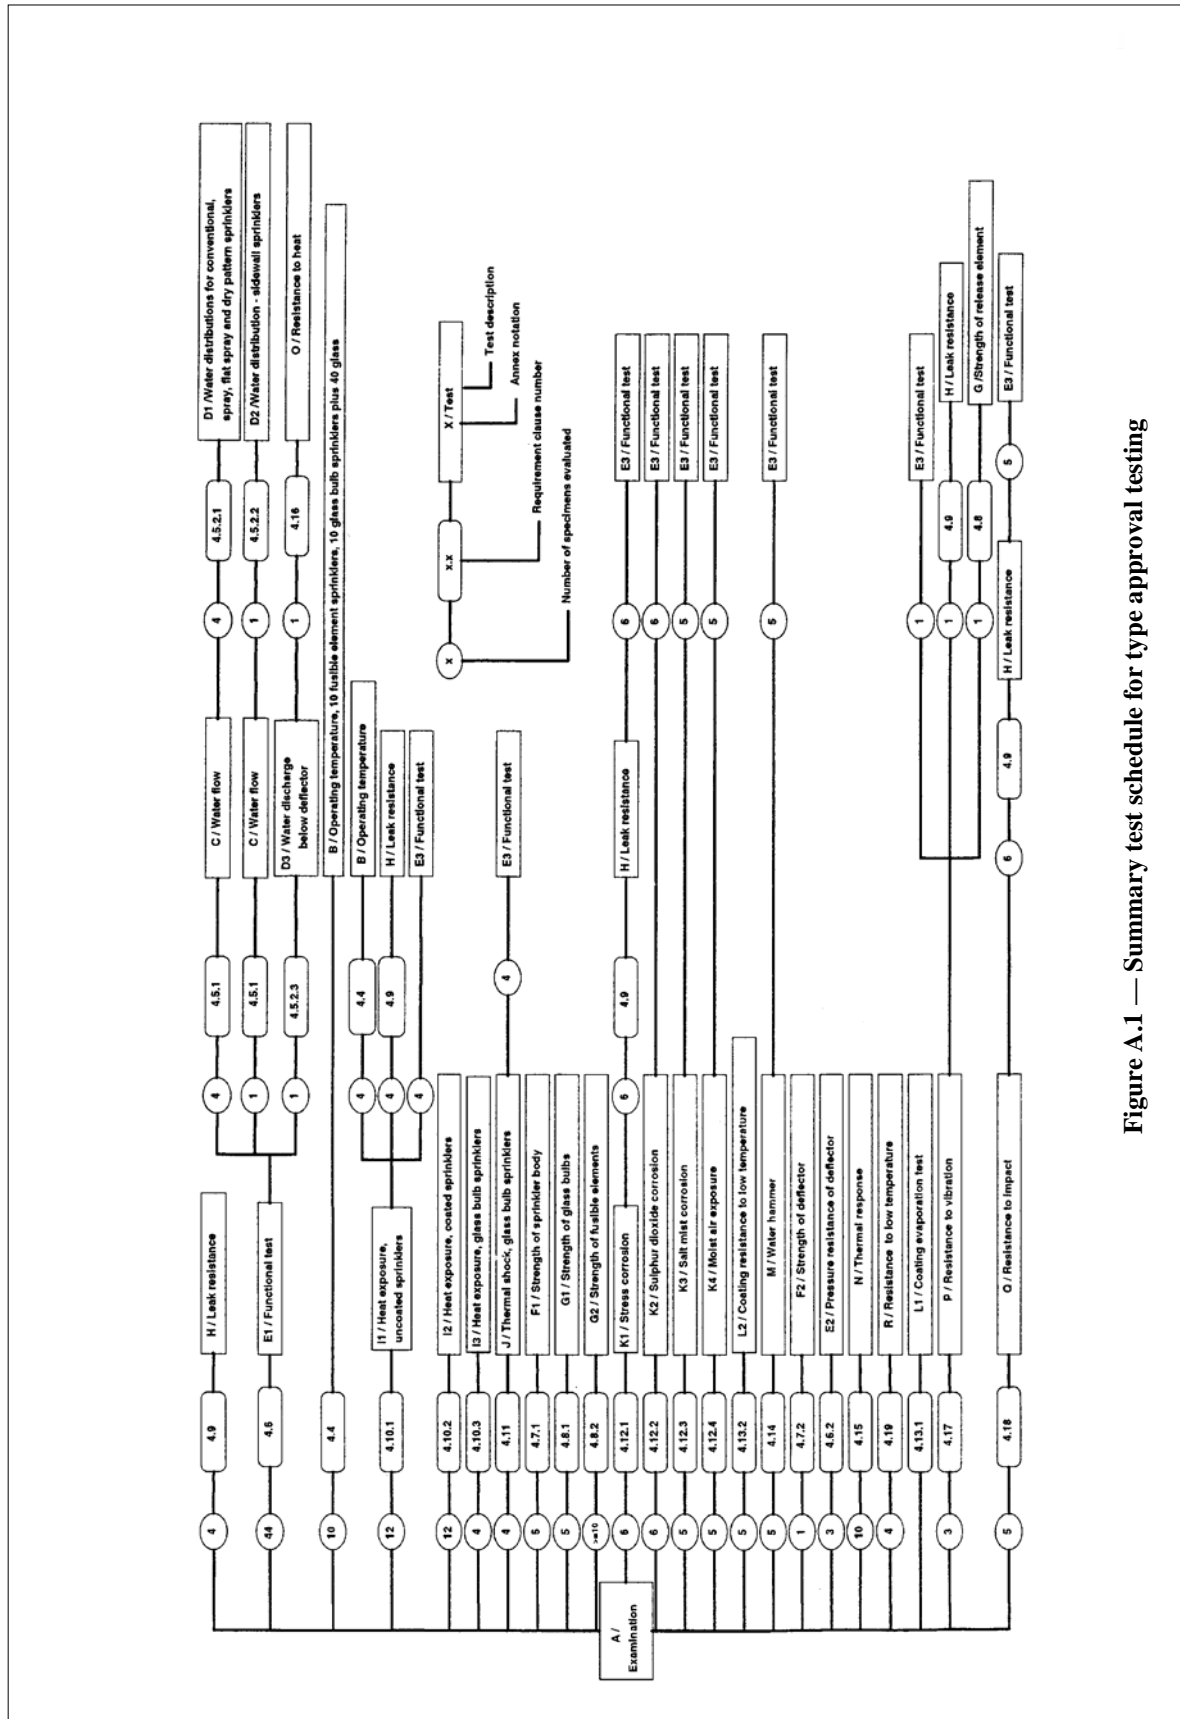 A /
Examination
4
4.9
H / Leak resistance
44
4.6
E1 / Functional test
4
4.5.1
C / Water flow
4
4.5.2.1
D1 /Water distributions for conventional,
spray, flat spray and dry pattern sprinklers
1
4.5.1
C / Water flow
1
4.5.2.2
D2 /Water distribution - sidewall sprinklers
1
4.5.2.3
D3 / Water discharge
below deflector
1
4.16
O / Resistance to heat
10
4.4
B / Operating temperature, 10 fusible element sprinklers, 10 glass bulb sprinklers plus 40 glass
12
4.10.1
I1 / Heat exposure,
uncoated sprinklers
4
4.4
B / Operating temperature
4
4.9
H / Leak resistance
4
E3 / Functional test
12
4.10.2
I2 / Heat exposure, coated sprinklers
4
4.10.3
I3 / Heat exposure, glass bulb sprinklers
4
4.11
J / Thermal shock, glass bulb sprinklers
4
E3 / Functional test
5
4.7.1
F1 / Strength of sprinkler body
5
4.8.1
G1 / Strength of glass bulbs
>=10
4.8.2
G2 / Strength of fusible elements
6
4.12.1
K1 / Stress corrosion
6
4.9
H / Leak resistance
6
E3 / Functional test
6
4.12.2
K2 / Sulphur dioxide corrosion
6
E3 / Functional test
5
4.12.3
K3 / Salt mist corrosion
5
E3 / Functional test
5
4.12.4
K4 / Moist air exposure
5
E3 / Functional test
5
4.13.2
L2 / Coating resistance to low temperature
5
4.14
M / Water hammer
5
E3 / Functional test
1
4.7.2
F2 / Strength of deflector
3
4.6.2
E2 / Pressure resistance of deflector
10
4.15
N / Thermal response
4
4.19
R / Resistance to low temperature
4.13.1
L1 / Coating evaporation test
3
4.17
P / Resistance to vibration
1
E3 / Functional test
1
4.9
H / Leak resistance
1
4.8
G /Strength of release element
5
4.18
Q / Resistance to impact
6
4.9
H / Leak resistance
5
E3 / Functional test
x
x.x
X / Test
Test description
Annex notation
Requirement clause number
Number of specimens evaluated
Figure A.1 — Summary test schedule for type approval testing